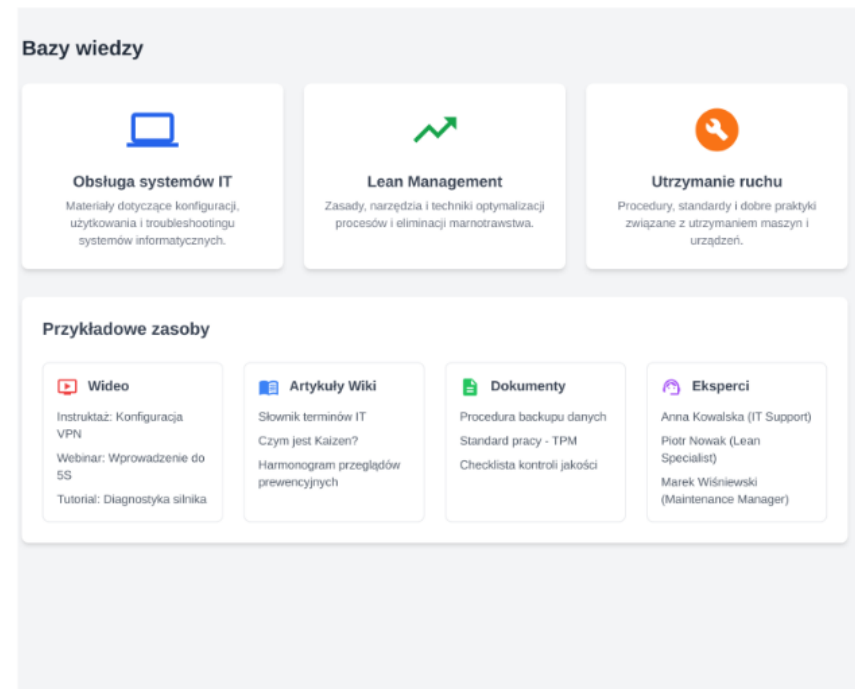 Bazy wiedzy
Obsługa systemów IT
Materiały dotyczące konfiguracji,
użytkowania i troubleshootingu
systemów informatycznych.
Lean Management
Zasady, narzędzia i techniki optymalizacji
procesów i eliminacji marnotrawstwa.
Utrzymanie ruchu
Procedury, standardy i dobre praktyki
związane z utrzymaniem maszyn i
urządzeń.
Przykładowe zasoby
Wideo
Instruktaż: Konfiguracja
VPN
Webinar: Wprowadzenie do
5S
Tutorial: Diagnostyka silnika
Artykuły Wiki
Słownik terminów IT
Czym jest Kaizen?
Harmonogram przeglądów
prewencyjnych
Dokumenty
Procedura backupu danych
Standard pracy - TPM
Checklista kontroli jakości
Eksperci
Anna Kowalska (IT Support)
Piotr Nowak (Lean
Specialist)
Marek Wiśniewski
(Maintenance Manager)